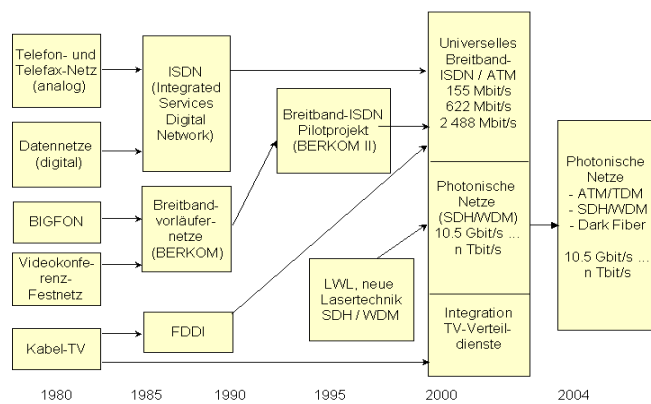 Telefon- und
Telefax-Netz
(analog)
Datennetze
(digital)
BIGFON
Videokonfe-
renz-
Festnetz
Kabel-TV
ISDN
(Integrated
Services
Digital
Network)
Breitband-
vorläufer-
netze
(BERKOM)
FDDI
Breitband-ISDN
Pilotprojekt
(BERKOM II)
LWL, neue
Lasertechnik
SDH / WDM
Universelles
Breitband-
ISDN / ATM
155 Mbit/s
622 Mbit/s
2 488 Mbit/s
Photonische
Netze
(SDH/WDM)
10.5 Gbit/s ...
n Tbit/s
Integration
TV-Verteil-
dienste
Photonische
Netze
- ATM/TDM
- SDH/WDM
- Dark Fiber
10.5 Gbit/s ...
n Tbit/s
1980 1985 1990 1995 2000 2004